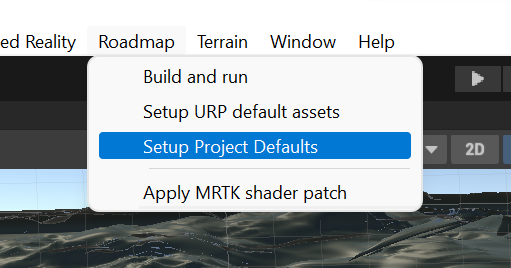 ed Reality Roadmap Terrain Window Help
Build and run
Setup URP default assets
Setup Project Defaults
2D
Apply MRTK shader patch